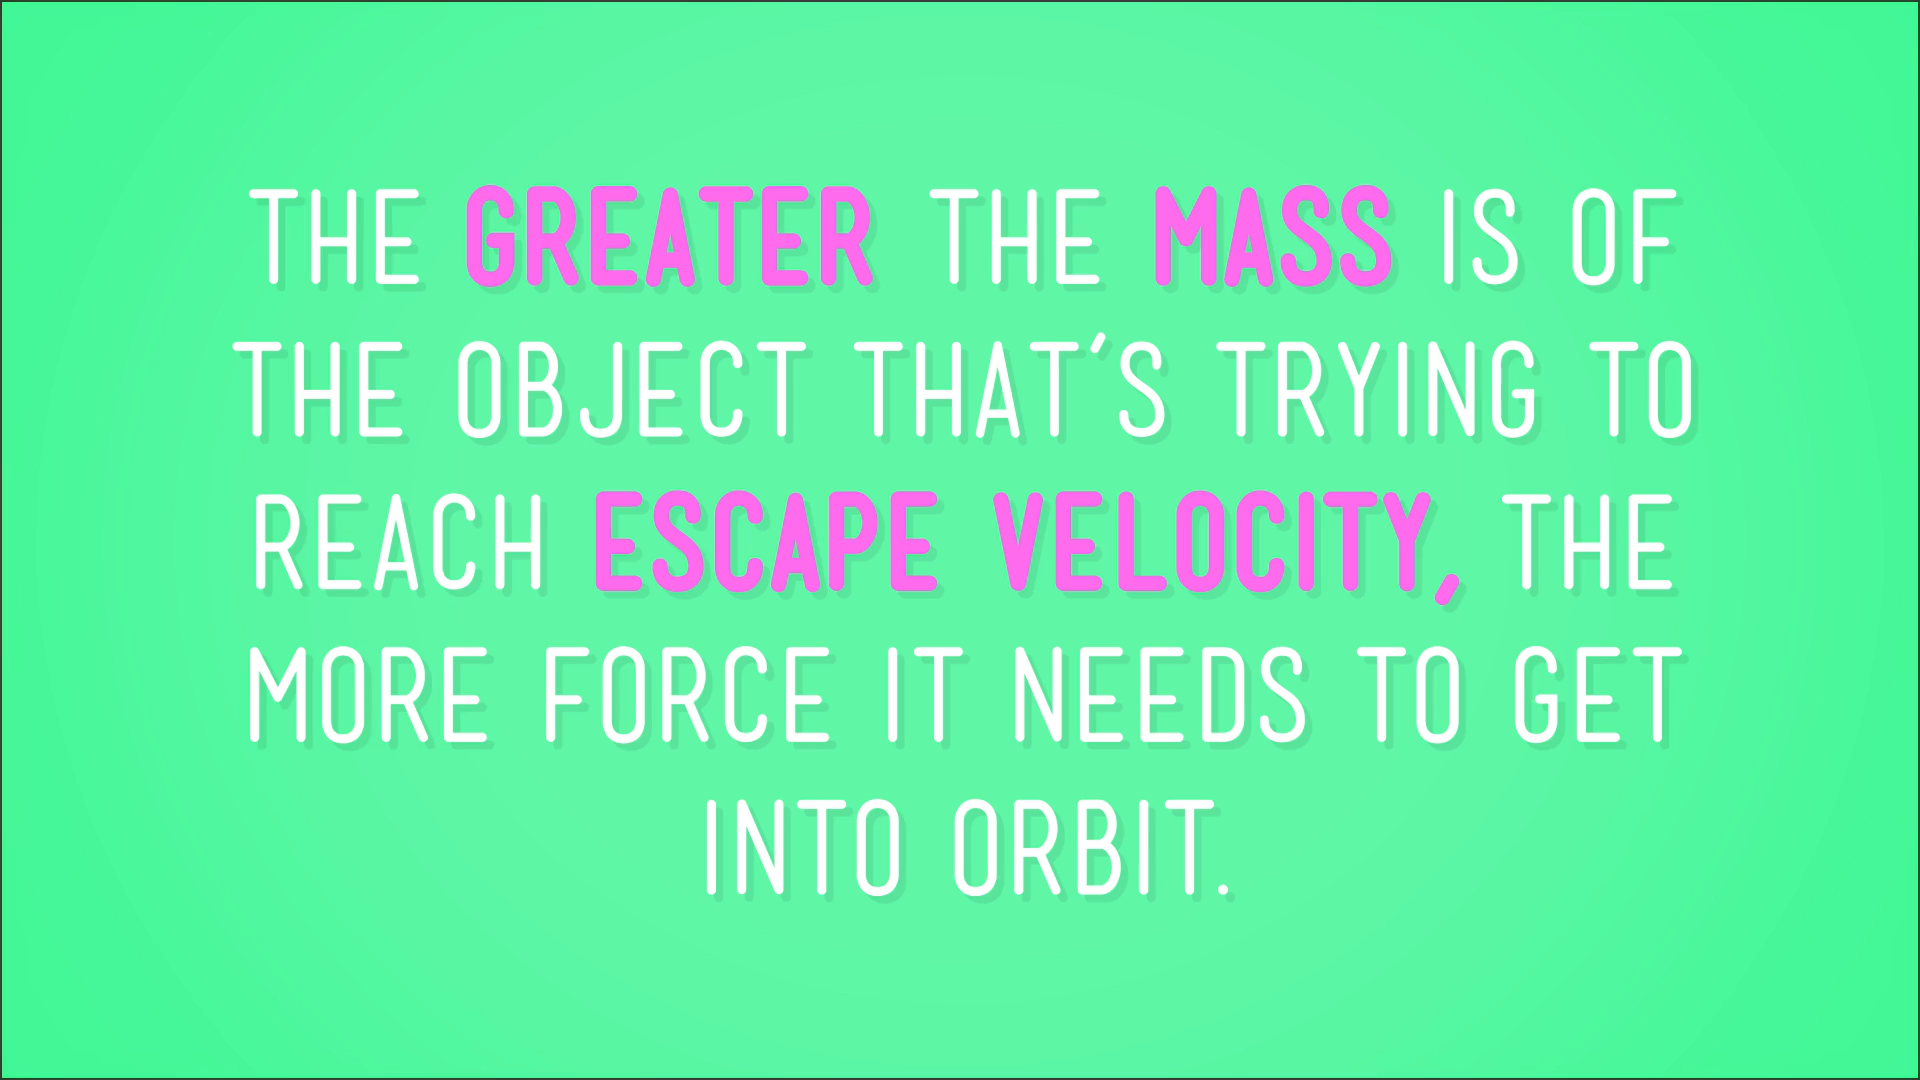 THE GREATER THE MASS IS OF
THE OBJECT THAT'S TRYING TO
REACH ESCAPE VELOCITY, THE
MORE FORCE IT NEEDS TO GET
INTO ORBIT.